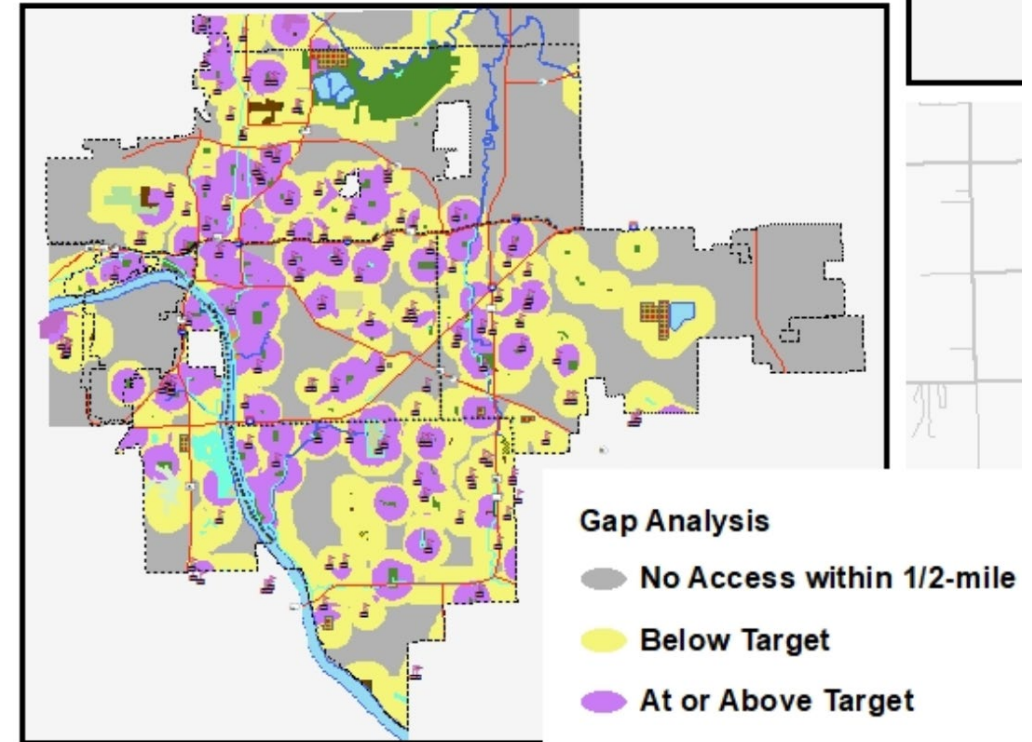 Gap Analysis
No Access within 1/2-mile
Below Target
At or Above Target